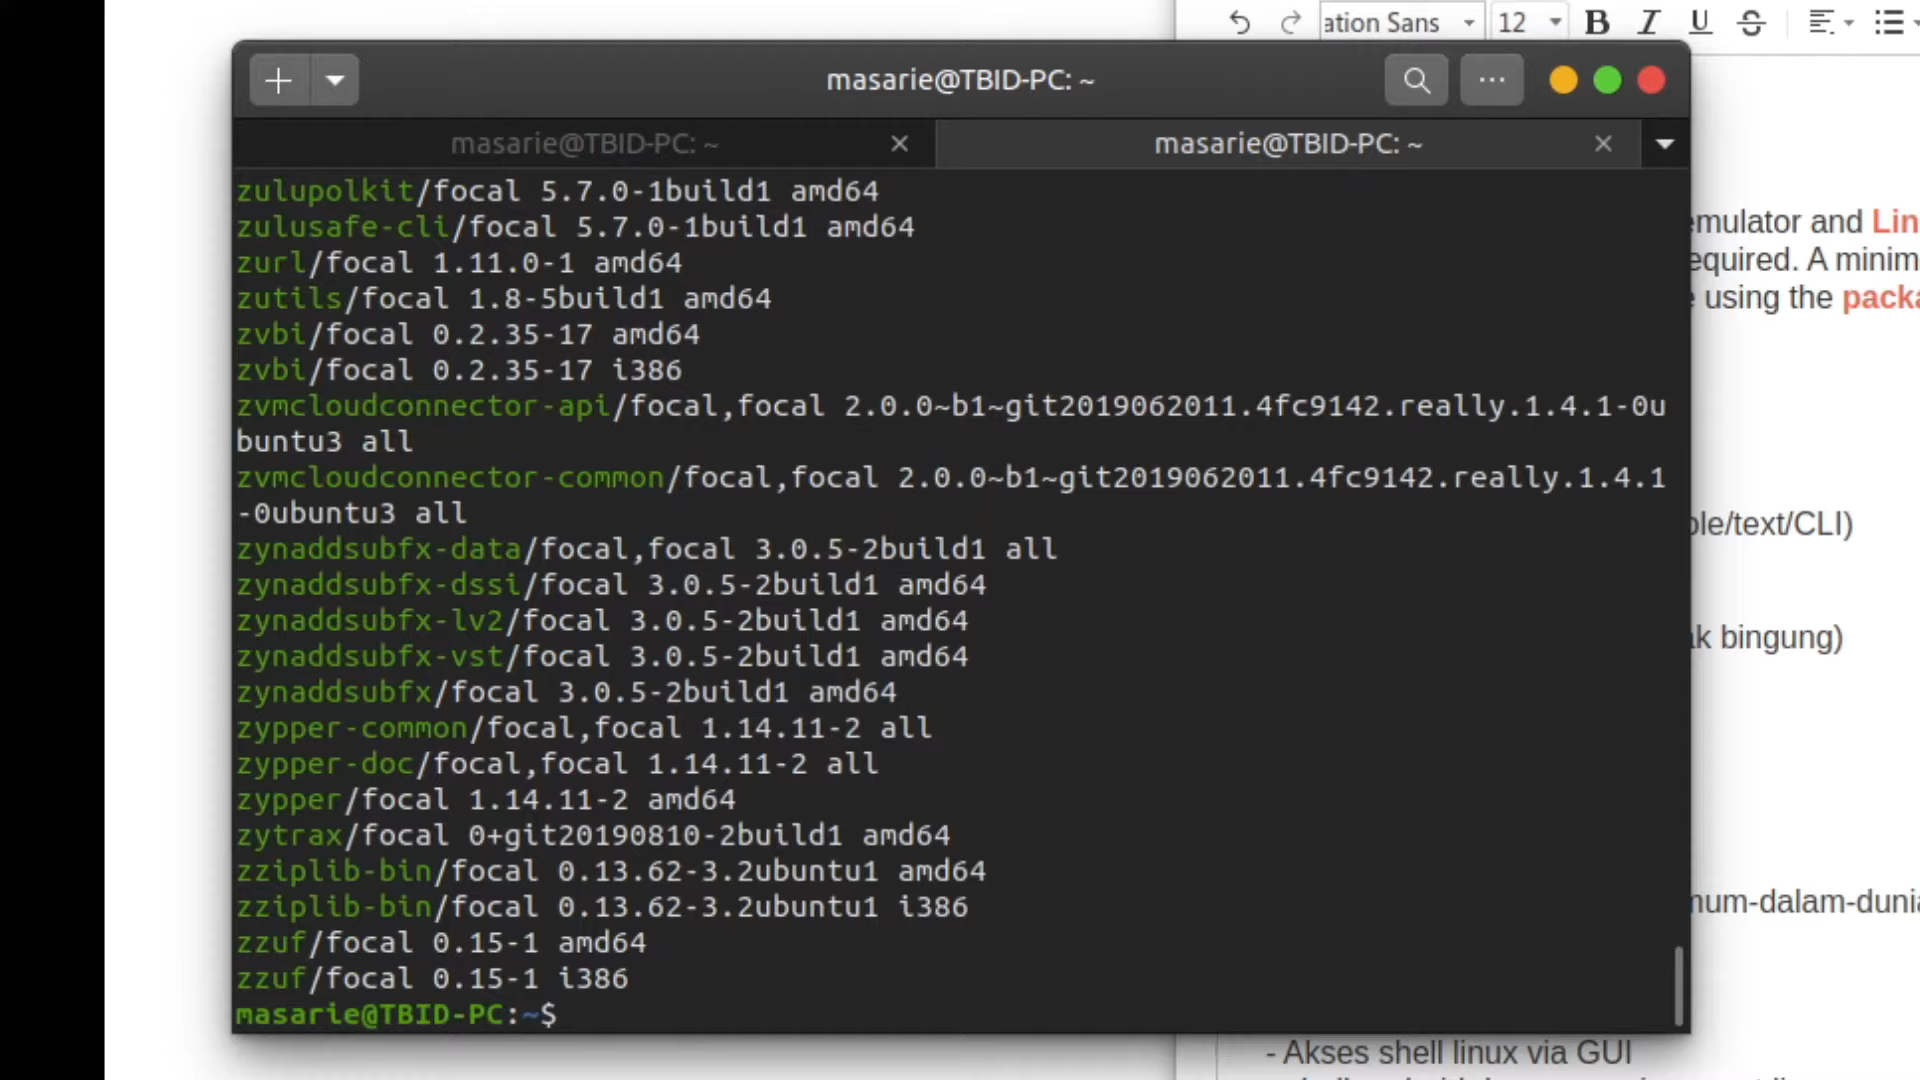 ation Sans 12 B I U S
masarie@TBID-PC: ~
masarie@TBID-PC: ~ masarie@TBID-PC: ~
zulupolkit/focal 5.7.0-1build1 amd64
zulusafe-cli/focal 5.7.0-1build1 amd64
zurl/focal 1.11.0-1 amd64
zutils/focal 1.8-5build1 amd64
zvbi/focal 0.2.35-17 amd64
zvbi/focal 0.2.35-17 i386
zvmcloudconnector-api/focal,focal 2.0.0~b1~git2019062011.4fc9142.really.1.4.1-0u
buntu3 all
zvmcloudconnector-common/focal,focal 2.0.0~b1~git2019062011.4fc9142.really.1.4.1
-0ubuntu3 all
zynaddsubfx-data/focal,focal 3.0.5-2build1 all
zynaddsubfx-dssi/focal 3.0.5-2build1 amd64
zynaddsubfx-lv2/focal 3.0.5-2build1 amd64
zynaddsubfx-vst/focal 3.0.5-2build1 amd64
zynaddsubfx/focal 3.0.5-2build1 amd64
zypper-common/focal,focal 1.14.11-2 all
zypper-doc/focal,focal 1.14.11-2 all
zypper/focal 1.14.11-2 amd64
zytrax/focal 0+git20190810-2build1 amd64
zziplib-bin/focal 0.13.62-3.2ubuntu1 amd64
zziplib-bin/focal 0.13.62-3.2ubuntu1 i386
zzuf/focal 0.15-1 amd64
zzuf/focal 0.15-1 i386
masarie@TBID-PC:~$
emulator and Lin
equired. A minim
using the packa
ole/text/CLI)
ak bingung)
mum-dalam-dunia
- Akses shell linux via GUI